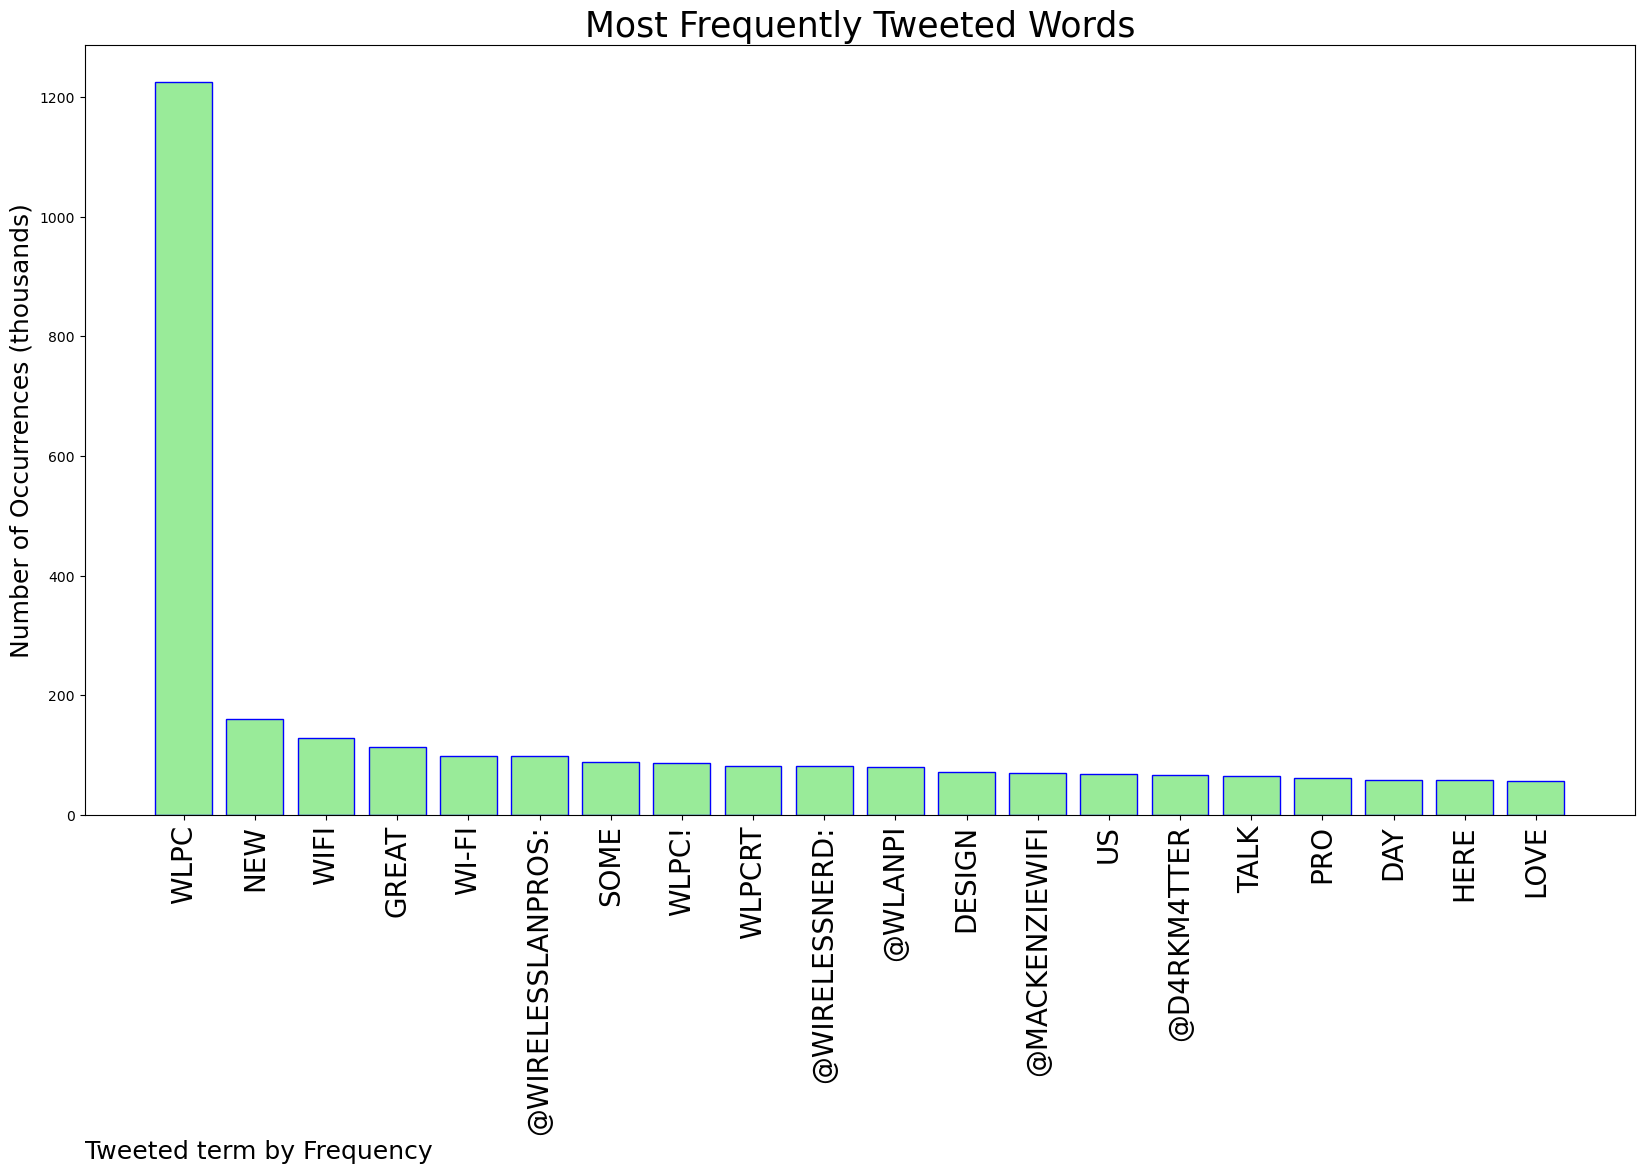 Most Frequently Tweeted Words
Number of Occurrences (thousands)
1200
1000
800
600
400
200
0
WLPC
NEW
WIFI
GREAT
WI-FI
@WIRELESSLANPROS:
SOME
WLPC!
WLPCRT
@WIRELESSNERD:
@WLANPI
DESIGN
@MACKENZIEWIFI
US
@D4RKM4TTER
TALK
PRO
DAY
HERE
LOVE
Tweeted term by Frequency